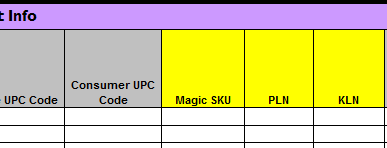 t Info
Consumer UPC
UPC Code Code Magic SKU PLN KLN